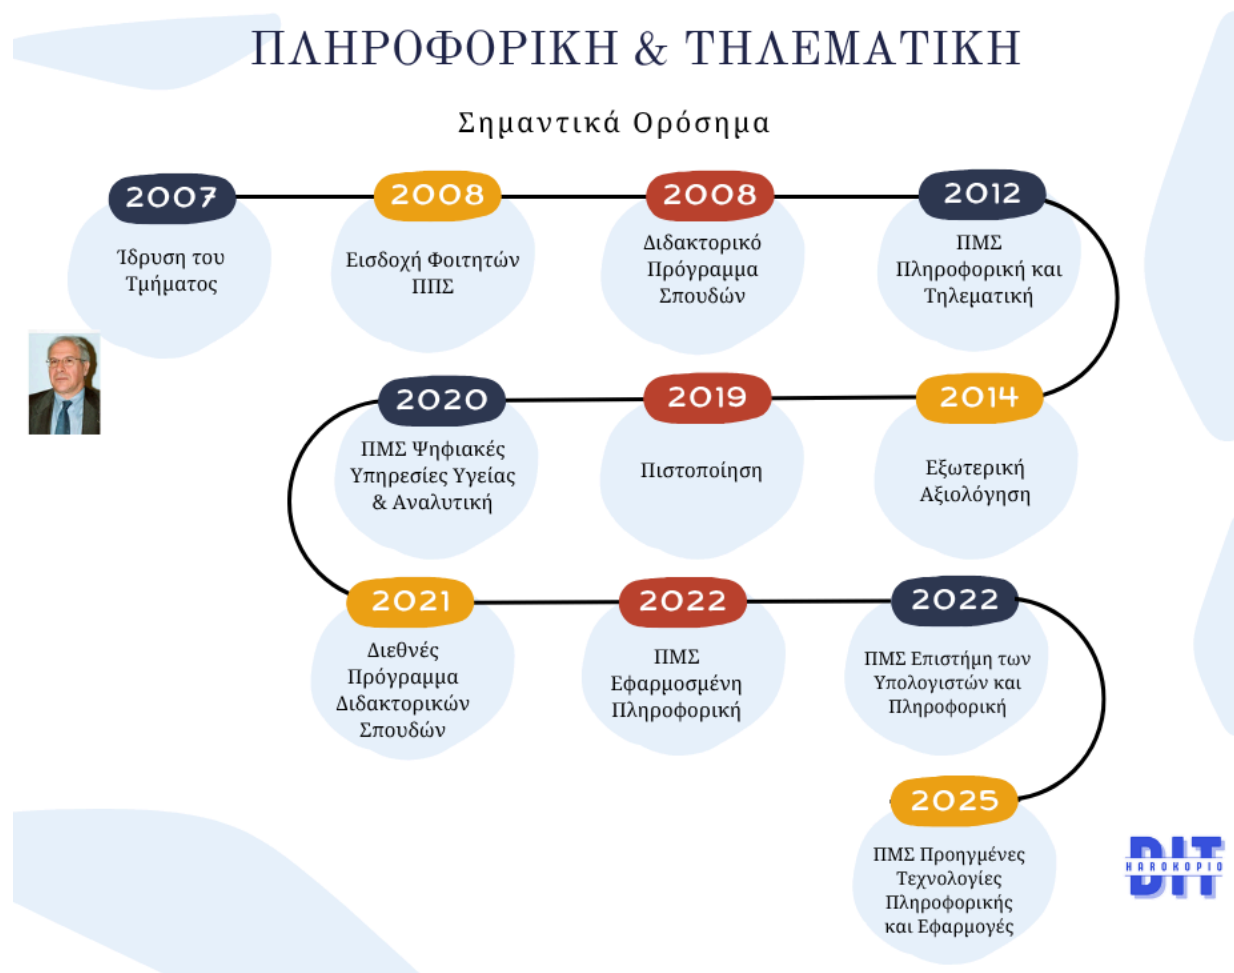 ΠΛΗΡΟΦΟΡΙΚΗ & ΤΗΛΕΜΑΤΙΚΗ
Σημαντικά Ορόσημα
2007
Ίδρυση του
Τμήματος
2008
Εισδοχή Φοιτητών
ΠΠΣ
2008
Διδακτορικό
Πρόγραμμα
Σπουδών
2012
ΠΜΣ
Πληροφορική και
Τηλεματική
2014
Εξωτερική
Αξιολόγηση
2019
Πιστοποίηση
2020
ΠΜΣ Ψηφιακές
Υπηρεσίες Υγείας
& Αναλυτική
2021
Διεθνές
Πρόγραμμα
Διδακτορικών
Σπουδών
2022
ΠΜΣ
Εφαρμοσμένη
Πληροφορική
2022
ΠΜΣ Επιστήμη των
Υπολογιστών και
Πληροφορική
2025
ΠΜΣ Προηγμένες
Τεχνολογίες
Πληροφορικής
και Εφαρμογές
DIT
HAROKOPIO